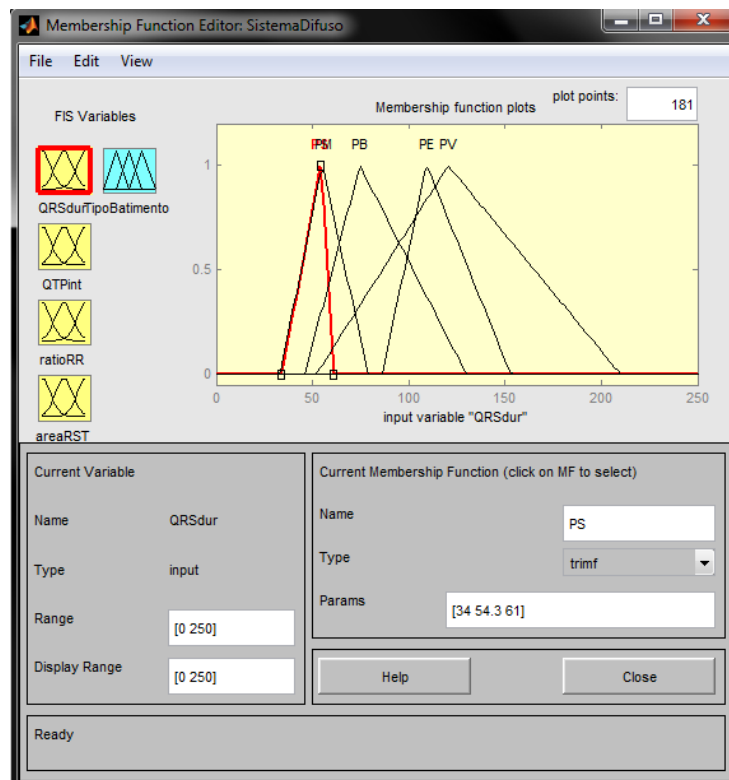 Membership Function Editor: SistemaDifuso
File Edit View
FIS Variables
Membership function plots
plot points:
181
QRSdur
TipoBatimento
QTPint
ratioRR
areaRST
PM PB PE PV
1
0.5
0
0 50 100 150 200 250
input variable "QRSdur"
Current Variable
Name QRSdur
Type input
Range [0 250]
Display Range [0 250]
Current Membership Function (click on MF to select)
Name PS
Type trimf
Params [34 54.3 61]
Help Close
Ready